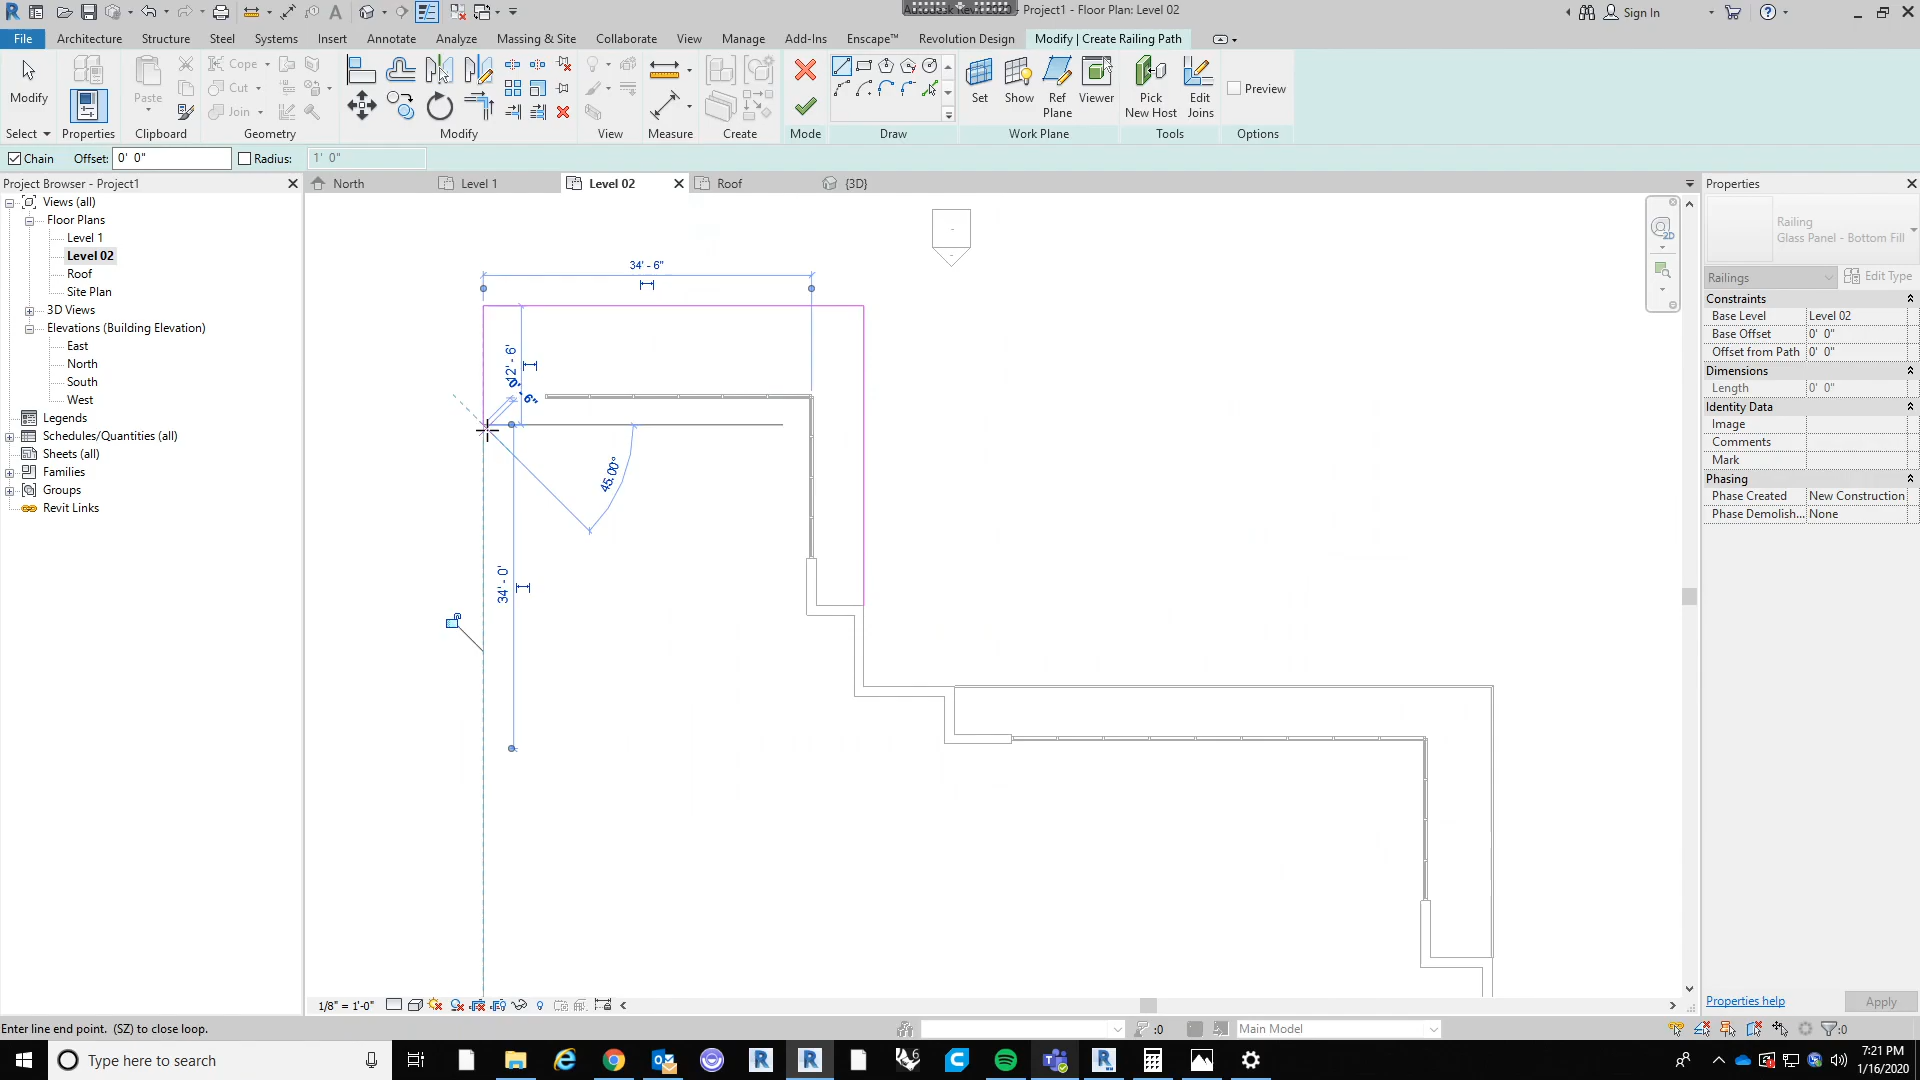 Autodesk Revit 2020 - Project1 - Floor Plan: Level 02
Sign In
File Architecture Structure Steel Systems Insert Annotate Analyze Massing & Site Collaborate View Manage Add-Ins Enscape™ Revolution Design Modify | Create Railing Path
Modify
Paste
Cope
Cut
Join
Set Show Ref Plane Viewer
Pick New Host
Edit Joins
Preview
Select Properties Clipboard Geometry Modify View Measure Create Mode Draw Work Plane Tools Options
Chain Offset: 0' 0" Radius: 1' 0"
Project Browser - Project1
Views (all)
Floor Plans
Level 1
Level 02
Roof
Site Plan
3D Views
Elevations (Building Elevation)
East
North
South
West
Legends
Schedules/Quantities (all)
Sheets (all)
Families
Groups
Revit Links
North Level 1 Level 02 Roof {3D}
34' - 6"
12' - 6"
0' - 6"
45.00°
34' - 0"
2D
Properties
Railing
Glass Panel - Bottom Fill
Railings Edit Type
Constraints
Base Level Level 02
Base Offset 0' 0"
Offset from Path 0' 0"
Dimensions
Length 0' 0"
Identity Data
Image
Comments
Mark
Phasing
Phase Created New Construction
Phase Demolish... None
Properties help Apply
1/8" = 1'-0"
Enter line end point. (SZ) to close loop.
:0
Main Model
:0
Type here to search
7:21 PM
1/16/2020